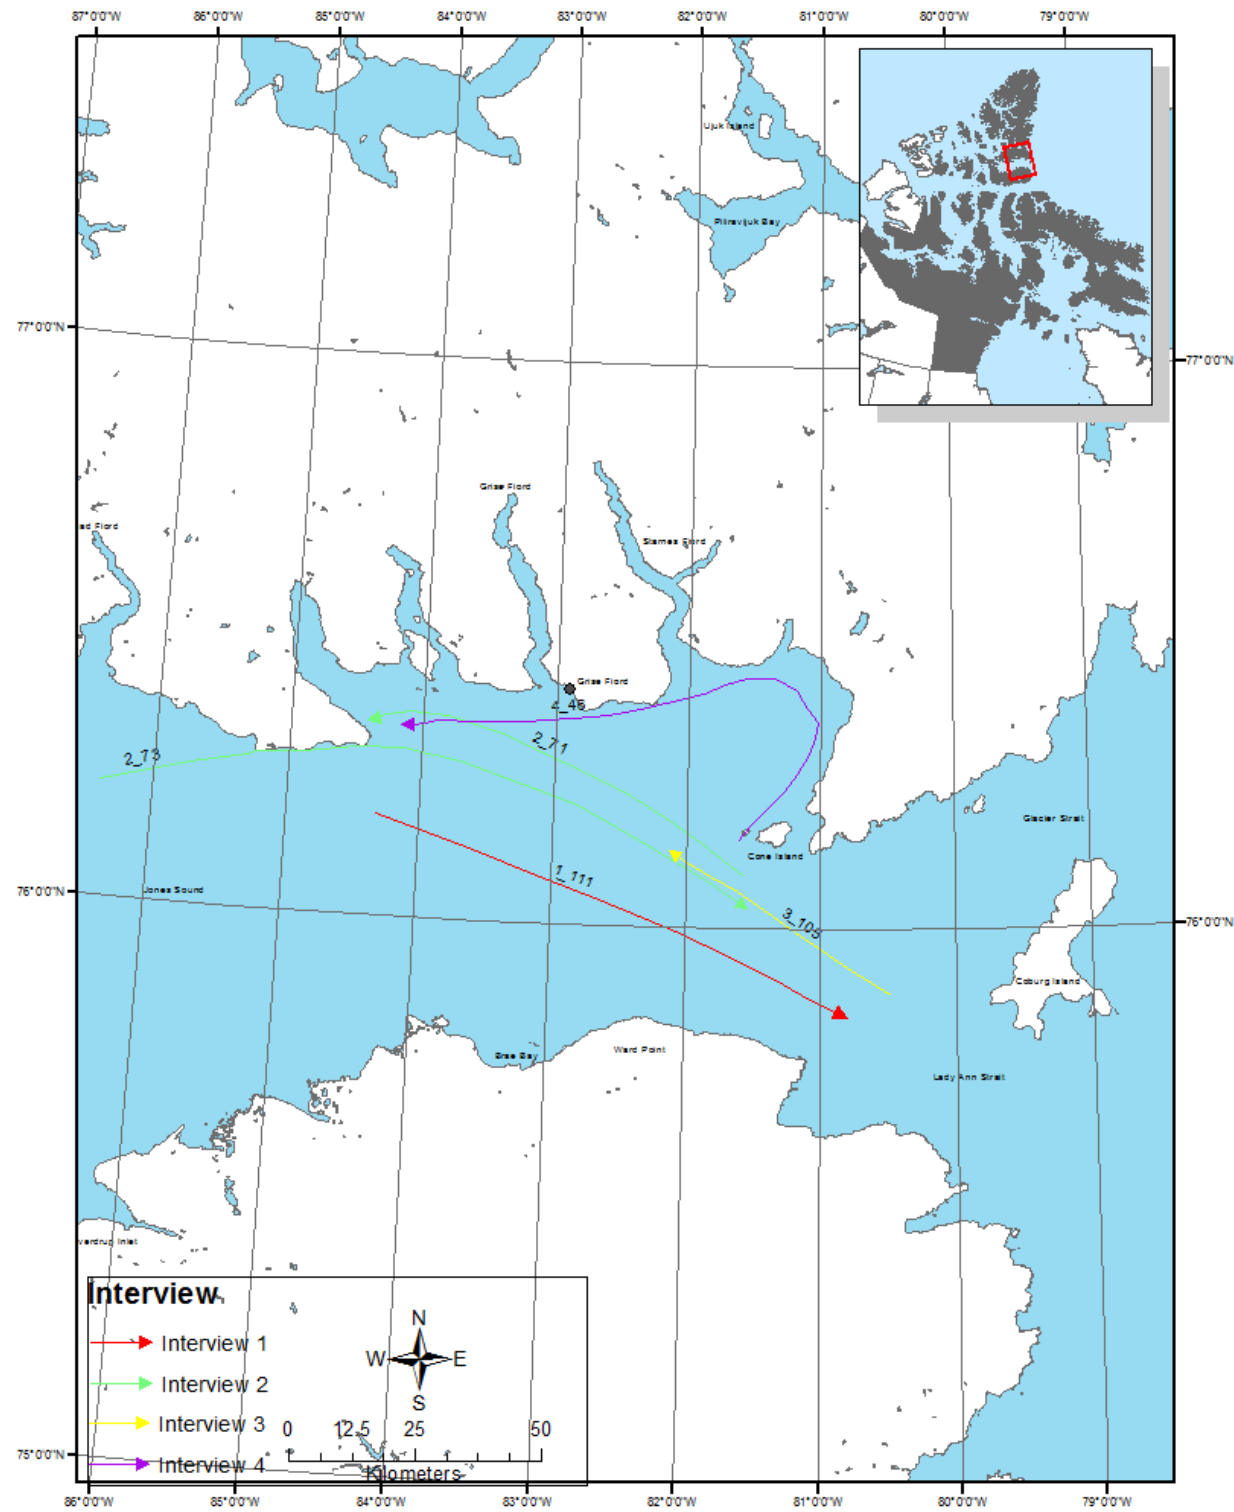 87°0'0"W 86°0'0"W 85°0'0"W 84°0'0"W 83°0'0"W 82°0'0"W 81°0'0"W 80°0'0"W 79°0'0"W
Ujuk Island
77°0'0"N
77°0'0"N
Grise Fiord
ad Fiord
Grise Fiord
4_46
2_71
2_73
Glacier Strait
Cone Island
1_111
Jones Sound
3_109
76°0'0"N
76°0'0"N
Coburg Island
Brae Bay
Ward Point
Lady Ann Strait
verdrup Inlet
Interview
Interview 1
N
W E
S
Interview 2
Interview 3
0 12.5 25 50
Kilometers
Interview 4
75°0'0"N
86°0'0"W 85°0'0"W 84°0'0"W 83°0'0"W 82°0'0"W 81°0'0"W 80°0'0"W 79°0'0"W